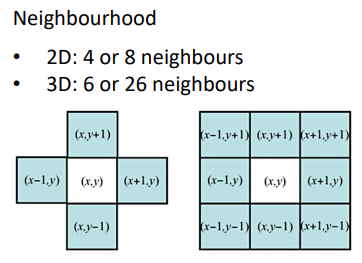 Neighbourhood
• 2D: 4 or 8 neighbours
• 3D: 6 or 26 neighbours
(x,y+1)
(x−1,y) (x,y) (x+1,y)
(x,y−1)
(x−1,y+1) (x,y+1) (x+1,y+1)
(x−1,y) (x,y) (x+1,y)
(x−1,y−1) (x,y−1) (x+1,y−1)